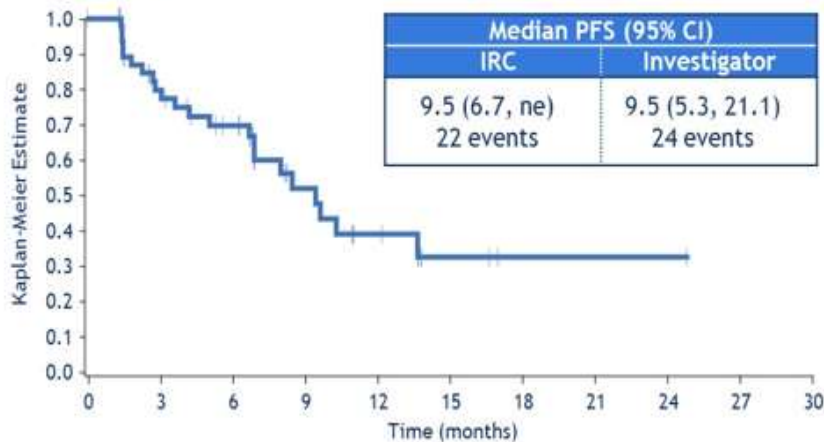 Median PFS (95% CI)
IRC Investigator
9.5 (6.7, ne) 9.5 (5.3, 21.1)
22 events 24 events
Kaplan-Meier Estimate
1.0
0.9
0.8
0.7
0.6
0.5
0.4
0.3
0.2
0.1
0.0
0 3 6 9 12 15 18 21 24 27 30
Time (months)